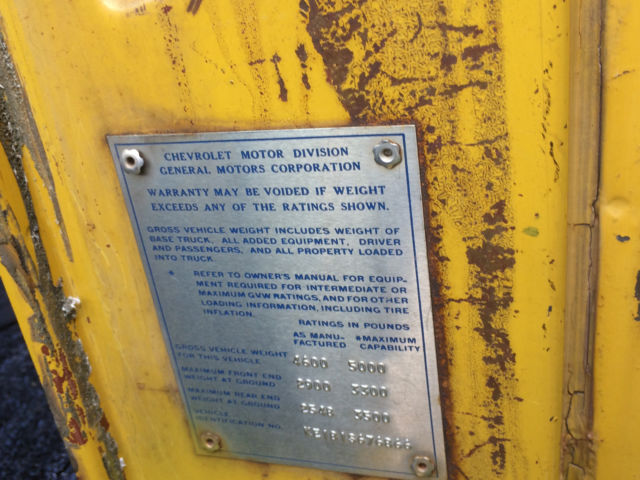 CHEVROLET MOTOR DIVISION
GENERAL MOTORS CORPORATION
WARRANTY MAY BE VOIDED IF WEIGHT
EXCEEDS ANY OF THE RATINGS SHOWN.
GROSS VEHICLE WEIGHT INCLUDES WEIGHT OF
BASE TRUCK, ALL ADDED EQUIPMENT, DRIVER
AND PASSENGERS, AND ALL PROPERTY LOADED
INTO TRUCK.
* REFER TO OWNER'S MANUAL FOR EQUIP-
MENT REQUIRED FOR INTERMEDIATE OR
MAXIMUM GVW RATINGS, AND FOR OTHER
LOADING INFORMATION, INCLUDING TIRE
INFLATION.
RATINGS IN POUNDS
AS MANU- *MAXIMUM
FACTURED CAPABILITY
GROSS VEHICLE WEIGHT
FOR THIS VEHICLE 4600 5000
MAXIMUM FRONT END
WEIGHT AT GROUND 2900 3300
MAXIMUM REAR END
WEIGHT AT GROUND 3500
VEHICLE
IDENTIFICATION NO.